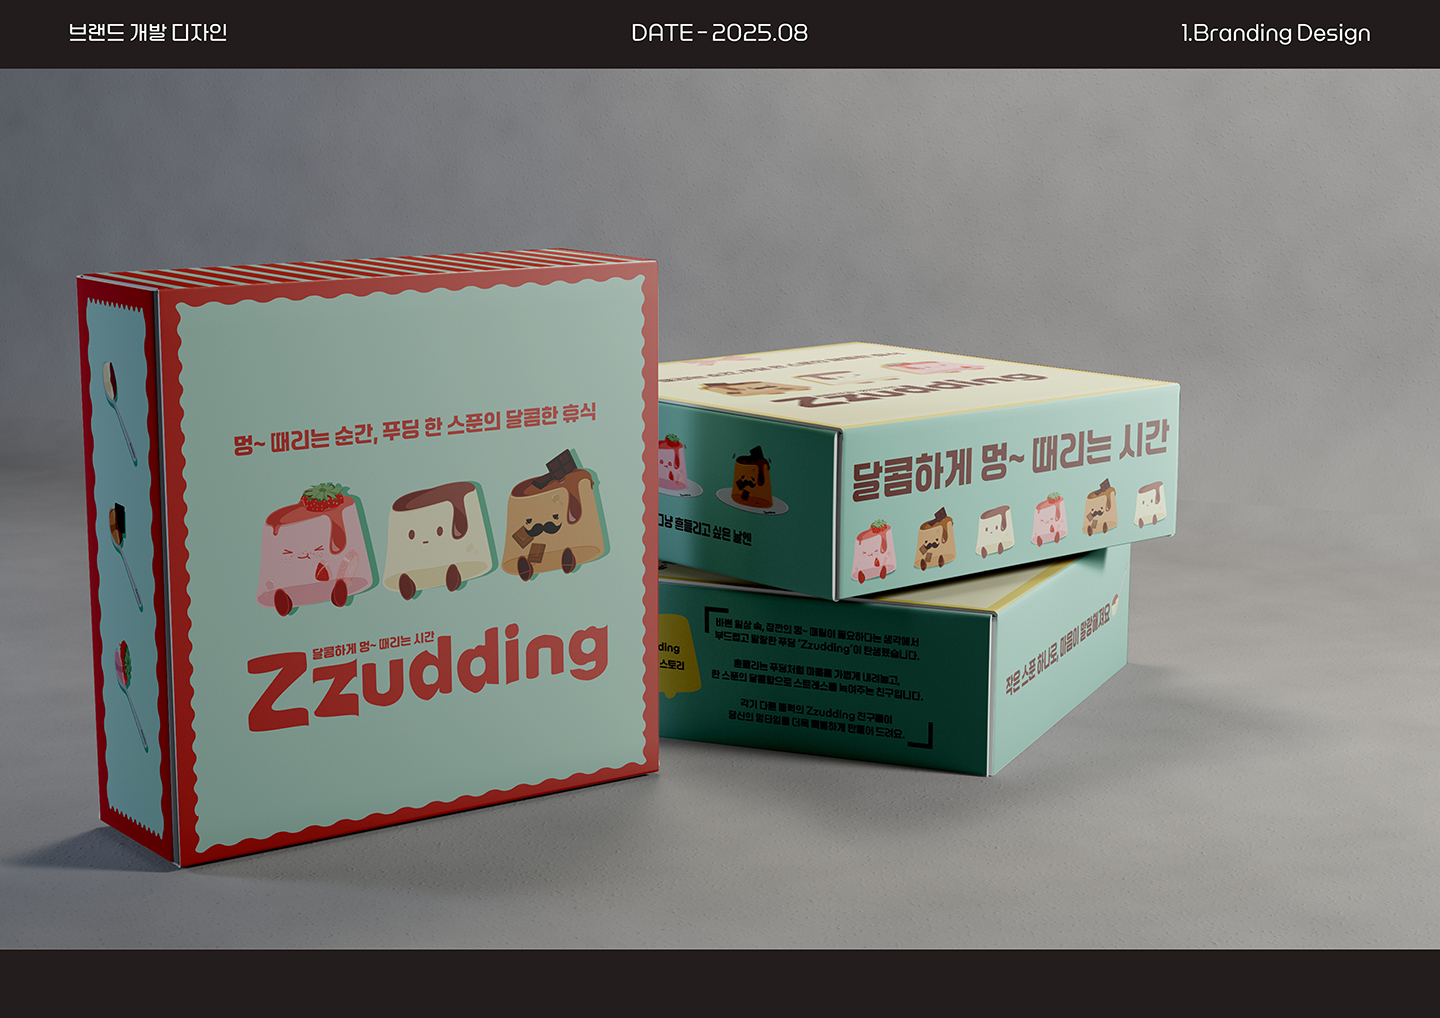 브랜드 개발 디자인
DATE - 2025.08
1.Branding Design
멍~ 때리는 순간, 푸딩 한 스푼의 달콤한 휴식
달콤하게 멍~ 때리는 시간
Zzudding
Zzudding
달콤하게 멍~ 때리는 시간
흔들리고 싶은 날엔
바쁜 일상 속, 잠깐의 멍~ 때림이 필요하다는 생각에서
부드럽고 말랑한 푸딩 'Zzudding'이 탄생했습니다.
흔들리는 푸딩처럼 마음을 가볍게 내려놓고,
한 스푼의 달콤함으로 스트레스를 녹여주는 친구입니다.
각기 다른 매력의 Zzudding 친구들이
당신의 멍타임을 더욱 특별하게 만들어 드려요.
dding
스토리
작은 스푼 하나로, 마음이 말랑해져요